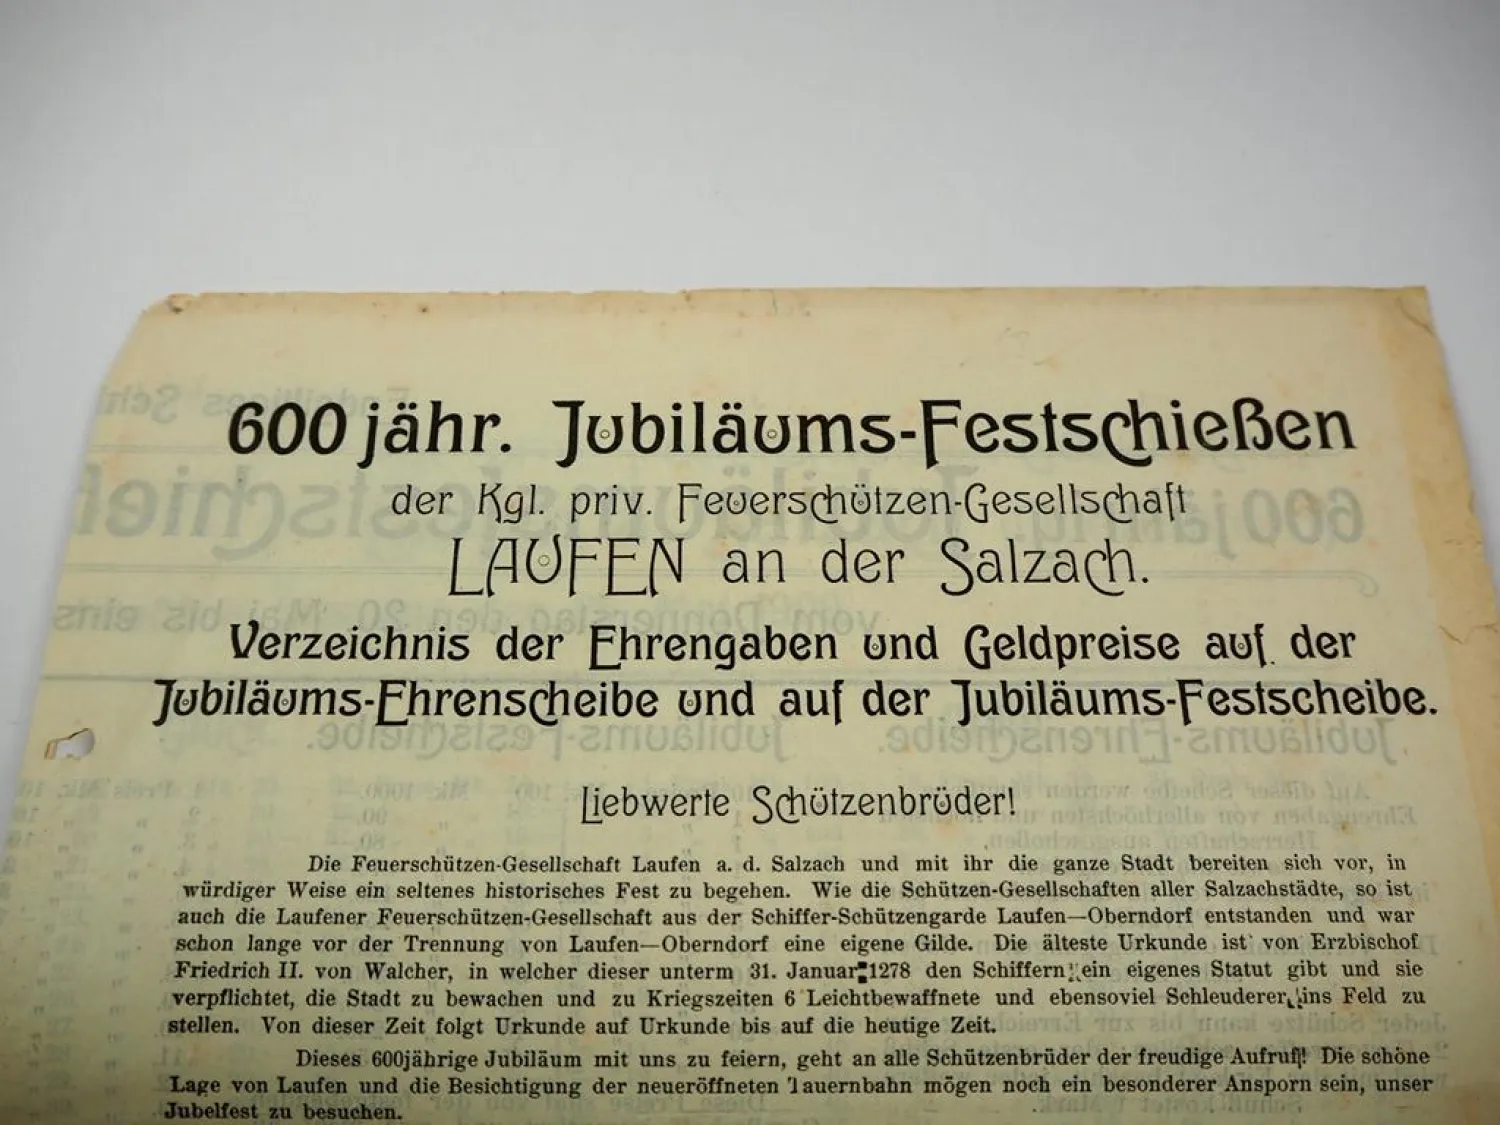 600 jähr. Jubiläums-Festschießen
der Kgl. priv. Feuerschützen-Gesellschaft
LAUFEN an der Salzach.
Verzeichnis der Ehrengaben und Geldpreise auf der
Jubiläums-Ehrenscheibe und auf der Jubiläums-Festscheibe.
Liebwerte Schützenbrüder!
Die Feuerschützen-Gesellschaft Laufen a. d. Salzach und mit ihr die ganze Stadt bereiten sich vor, in
würdiger Weise ein seltenes historisches Fest zu begehen. Wie die Schützen-Gesellschaften aller Salzachstädte, so ist
auch die Laufener Feuerschützen-Gesellschaft aus der Schiffer-Schützengarde Laufen—Oberndorf entstanden und war
schon lange vor der Trennung von Laufen—Oberndorf eine eigene Gilde. Die älteste Urkunde ist von Erzbischof
Friedrich II. von Walcher, in welcher dieser unterm 31. Januar 1278 den Schiffern ein eigenes Statut gibt und sie
verpflichtet, die Stadt zu bewachen und zu Kriegszeiten 6 Leichtbewaffnete und ebensoviel Schleuderer ins Feld zu
stellen. Von dieser Zeit folgt Urkunde auf Urkunde bis auf die heutige Zeit.
Dieses 600jährige Jubiläum mit uns zu feiern, geht an alle Schützenbrüder der freudige Aufruf! Die schöne
Lage von Laufen und die Besichtigung der neueröffneten Tauernbahn mögen noch ein besonderer Ansporn sein, unser
Jubelfest zu besuchen.